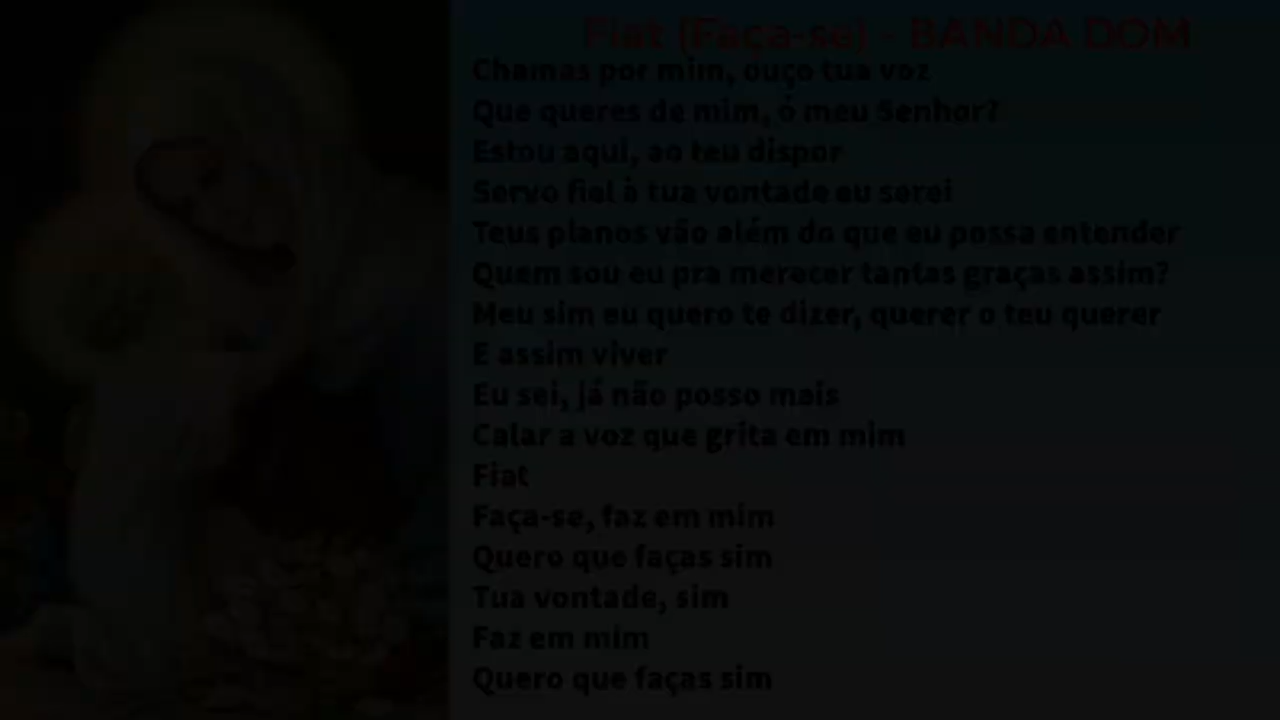 Fiat (Faça-se) - BANDA DOM
Chamas por mim, ouço tua voz
Que queres de mim, ó meu Senhor?
Estou aqui, ao teu dispor
Servo fiel à tua vontade eu serei
Teus planos vão além do que eu possa entender
Quem sou eu pra merecer tantas graças assim?
Meu sim eu quero te dizer, querer o teu querer
E assim viver
Eu sei, já não posso mais
Calar a voz que grita em mim
Fiat
Faça-se, faz em mim
Quero que faças sim
Tua vontade, sim
Faz em mim
Quero que faças sim